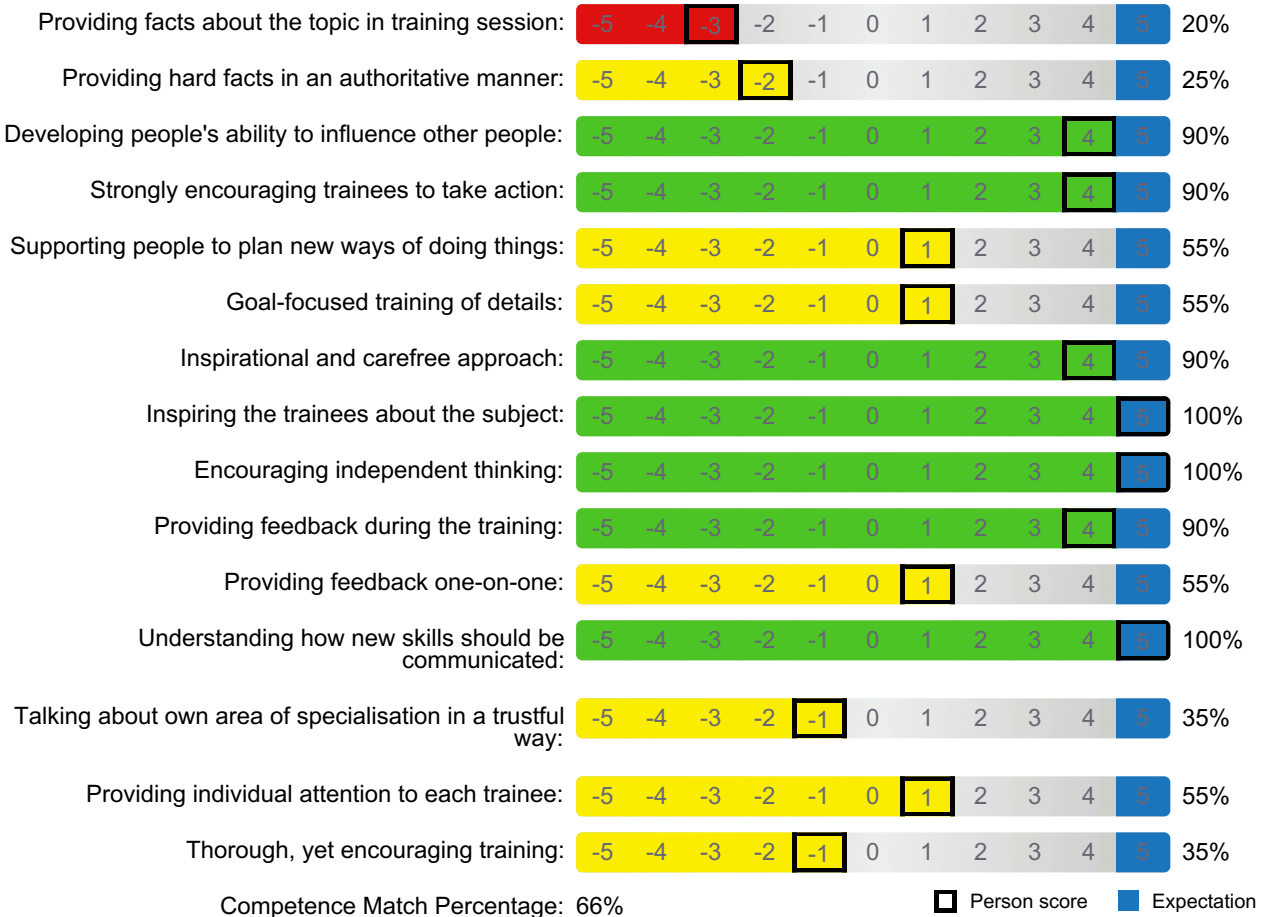 Providing facts about the topic in training session: -5 -4 -3 -2 -1 0 1 2 3 4 5 20%
Providing hard facts in an authoritative manner: -5 -4 -3 -2 -1 0 1 2 3 4 5 25%
Developing people's ability to influence other people: -5 -4 -3 -2 -1 0 1 2 3 4 5 90%
Strongly encouraging trainees to take action: -5 -4 -3 -2 -1 0 1 2 3 4 5 90%
Supporting people to plan new ways of doing things: -5 -4 -3 -2 -1 0 1 2 3 4 5 55%
Goal-focused training of details: -5 -4 -3 -2 -1 0 1 2 3 4 5 55%
Inspirational and carefree approach: -5 -4 -3 -2 -1 0 1 2 3 4 5 90%
Inspiring the trainees about the subject: -5 -4 -3 -2 -1 0 1 2 3 4 5 100%
Encouraging independent thinking: -5 -4 -3 -2 -1 0 1 2 3 4 5 100%
Providing feedback during the training: -5 -4 -3 -2 -1 0 1 2 3 4 5 90%
Providing feedback one-on-one: -5 -4 -3 -2 -1 0 1 2 3 4 5 55%
Understanding how new skills should be
communicated: -5 -4 -3 -2 -1 0 1 2 3 4 5 100%
Talking about own area of specialisation in a trustful
way: -5 -4 -3 -2 -1 0 1 2 3 4 5 35%
Providing individual attention to each trainee: -5 -4 -3 -2 -1 0 1 2 3 4 5 55%
Thorough, yet encouraging training: -5 -4 -3 -2 -1 0 1 2 3 4 5 35%
Competence Match Percentage: 66% Person score Expectation